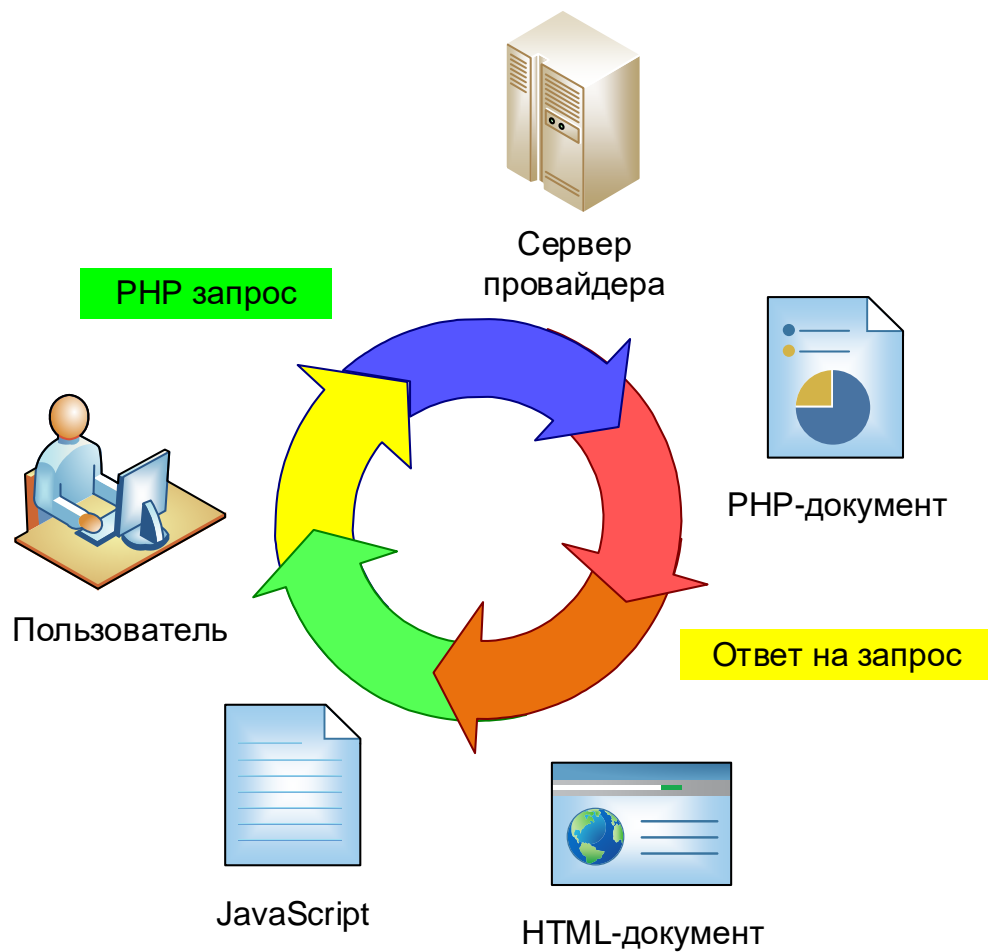 Сервер
провайдера
PHP запрос
PHP-документ
Пользователь
Ответ на запрос
JavaScript
HTML-документ